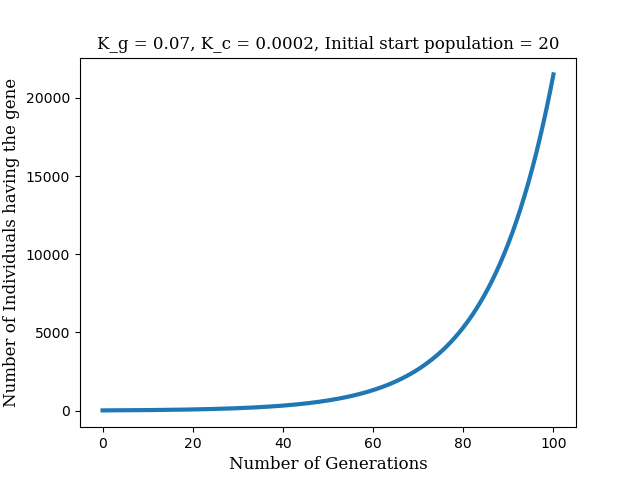 K_g = 0.07, K_c = 0.0002, Initial start population = 20
Number of Individuals having the gene
20000
15000
10000
5000
0
0 20 40 60 80 100
Number of Generations